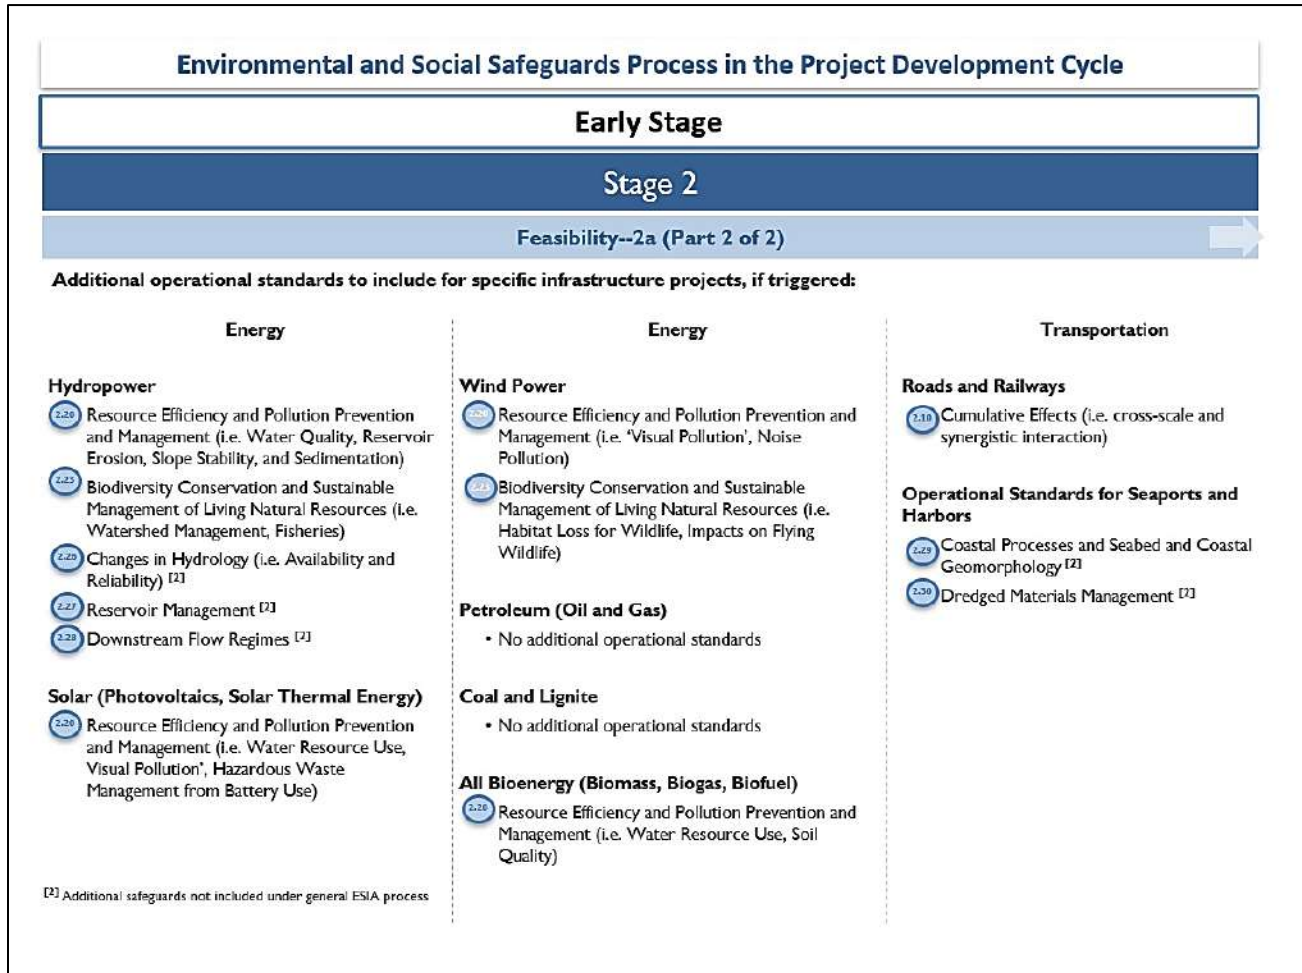 Environmental and Social Safeguards Process in the Project Development Cycle
Early Stage
Stage 2
Feasibility--2a (Part 2 of 2)
Additional operational standards to include for specific infrastructure projects, if triggered:
Energy
Hydropower
2.20 Resource Efficiency and Pollution Prevention
and Management (i.e. Water Quality, Reservoir
Erosion, Slope Stability, and Sedimentation)
Biodiversity Conservation and Sustainable
Management of Living Natural Resources (i.e.
Watershed Management, Fisheries)
Changes in Hydrology (i.e. Availability and
Reliability) [2]
2.27 Reservoir Management [2]
2.28 Downstream Flow Regimes [2]
Solar (Photovoltaics, Solar Thermal Energy)
2.20 Resource Efficiency and Pollution Prevention
and Management (i.e. Water Resource Use,
Visual Pollution', Hazardous Waste
Management from Battery Use)
[2] Additional safeguards not included under general ESIA process
Energy
Wind Power
Resource Efficiency and Pollution Prevention and
Management (i.e. 'Visual Pollution', Noise
Pollution)
Biodiversity Conservation and Sustainable
Management of Living Natural Resources (i.e.
Habitat Loss for Wildlife, Impacts on Flying
Wildlife)
Petroleum (Oil and Gas)
• No additional operational standards
Coal and Lignite
• No additional operational standards
All Bioenergy (Biomass, Biogas, Biofuel)
2.20 Resource Efficiency and Pollution Prevention and
Management (i.e. Water Resource Use, Soil
Quality)
Transportation
Roads and Railways
2.10 Cumulative Effects (i.e. cross-scale and
synergistic interaction)
Operational Standards for Seaports and
Harbors
2.29 Coastal Processes and Seabed and Coastal
Geomorphology [2]
2.30 Dredged Materials Management [2]